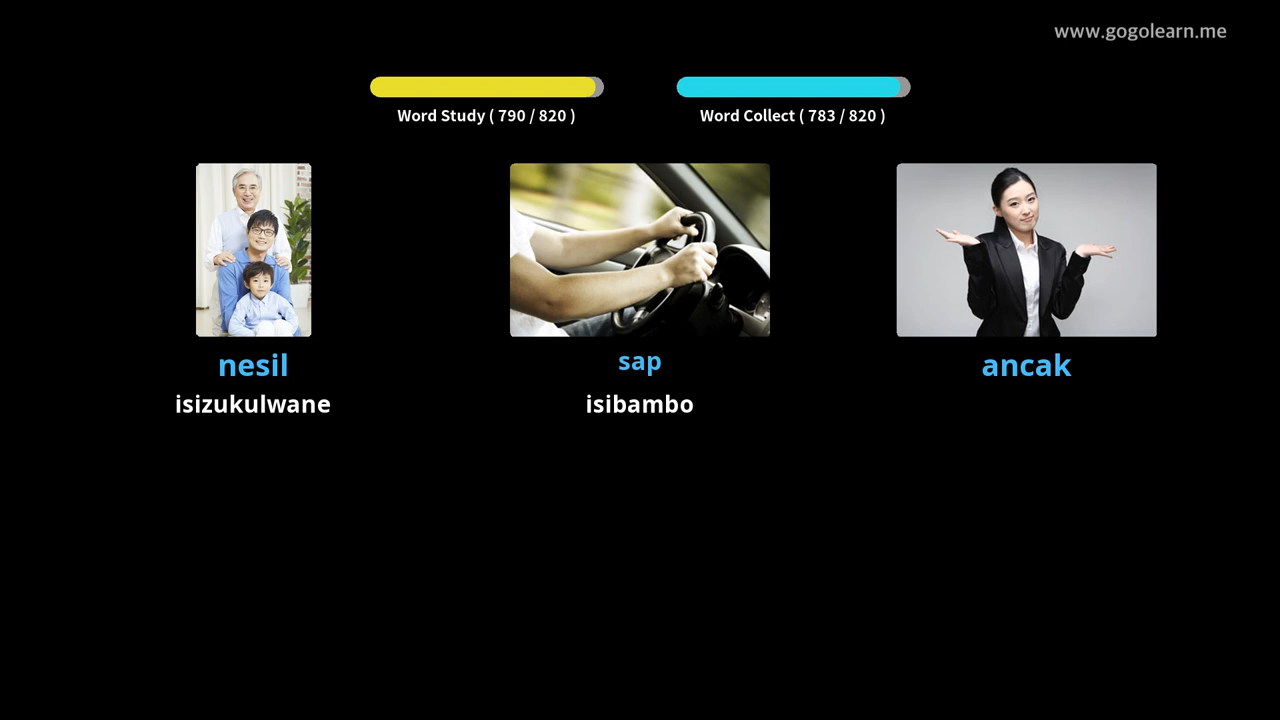 www.gogolearn.me
Word Study ( 790 / 820 )
Word Collect ( 783 / 820 )
nesil
isizukulwane
sap
isibambo
ancak